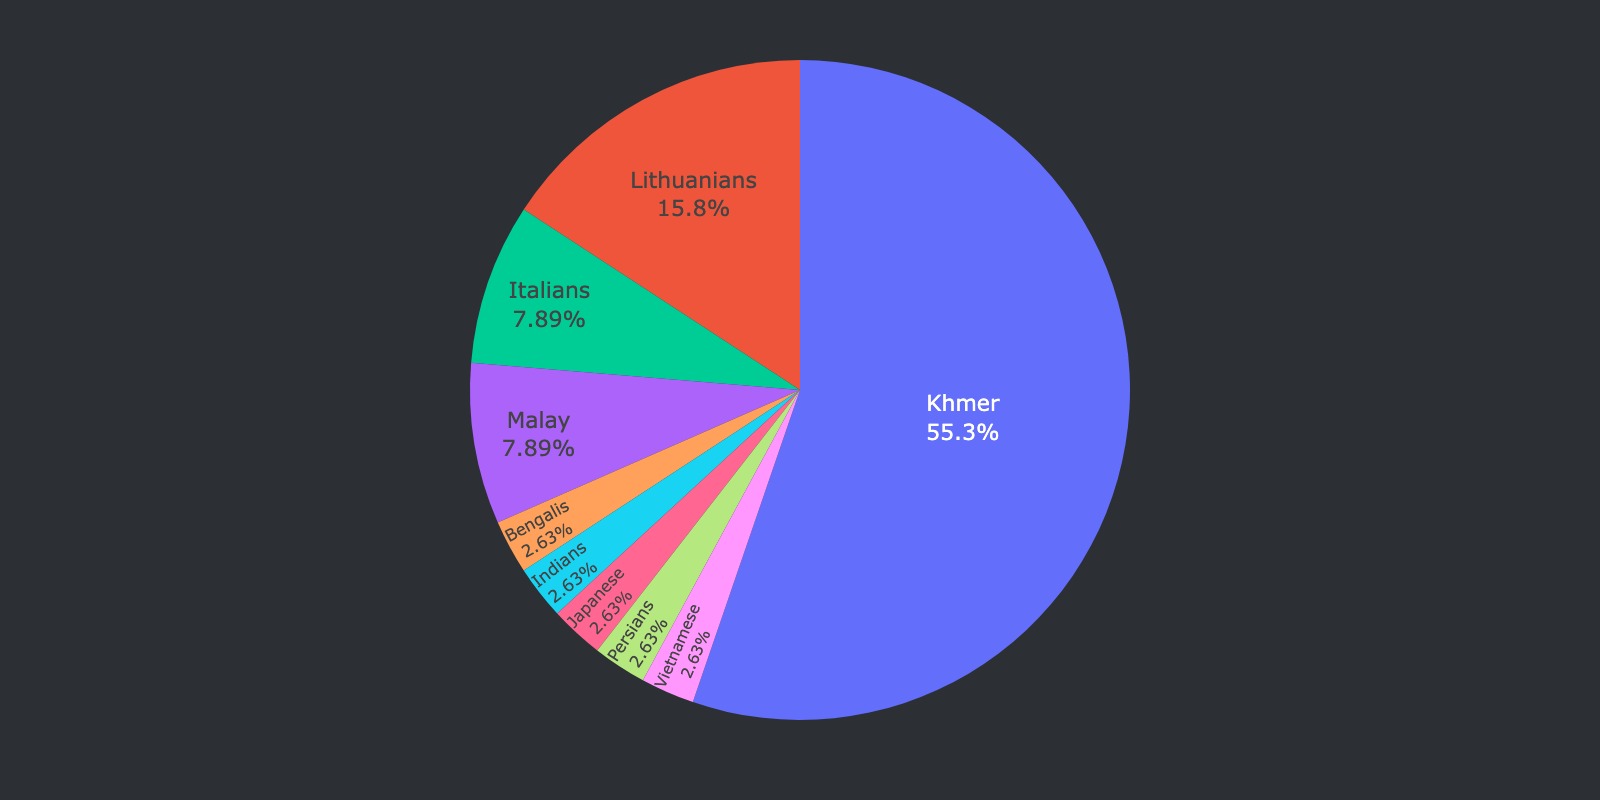 Lithuanians
15.8%
Italians
7.89%
Khmer
55.3%
Malay
7.89%
Bengalis
2.63%
Indians
2.63%
Japanese
2.63%
Persians
2.63%
Vietnamese
2.63%